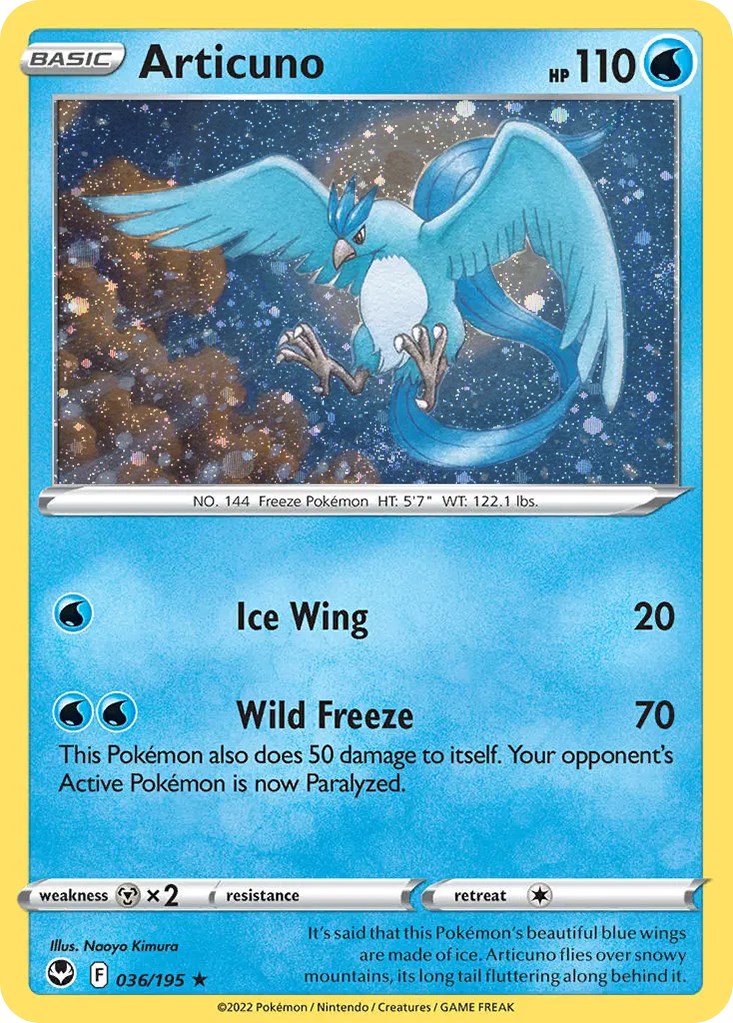 BASIC Articuno HP 110
NO. 144 Freeze Pokémon HT: 5'7" WT: 122.1 lbs.
Ice Wing 20
Wild Freeze 70
This Pokémon also does 50 damage to itself. Your opponent's
Active Pokémon is now Paralyzed.
weakness ×2 resistance retreat
Illus. Naoyo Kimura
F 036/195 ★
It's said that this Pokémon's beautiful blue wings
are made of ice. Articuno flies over snowy
mountains, its long tail fluttering along behind it.
©2022 Pokémon / Nintendo / Creatures / GAME FREAK